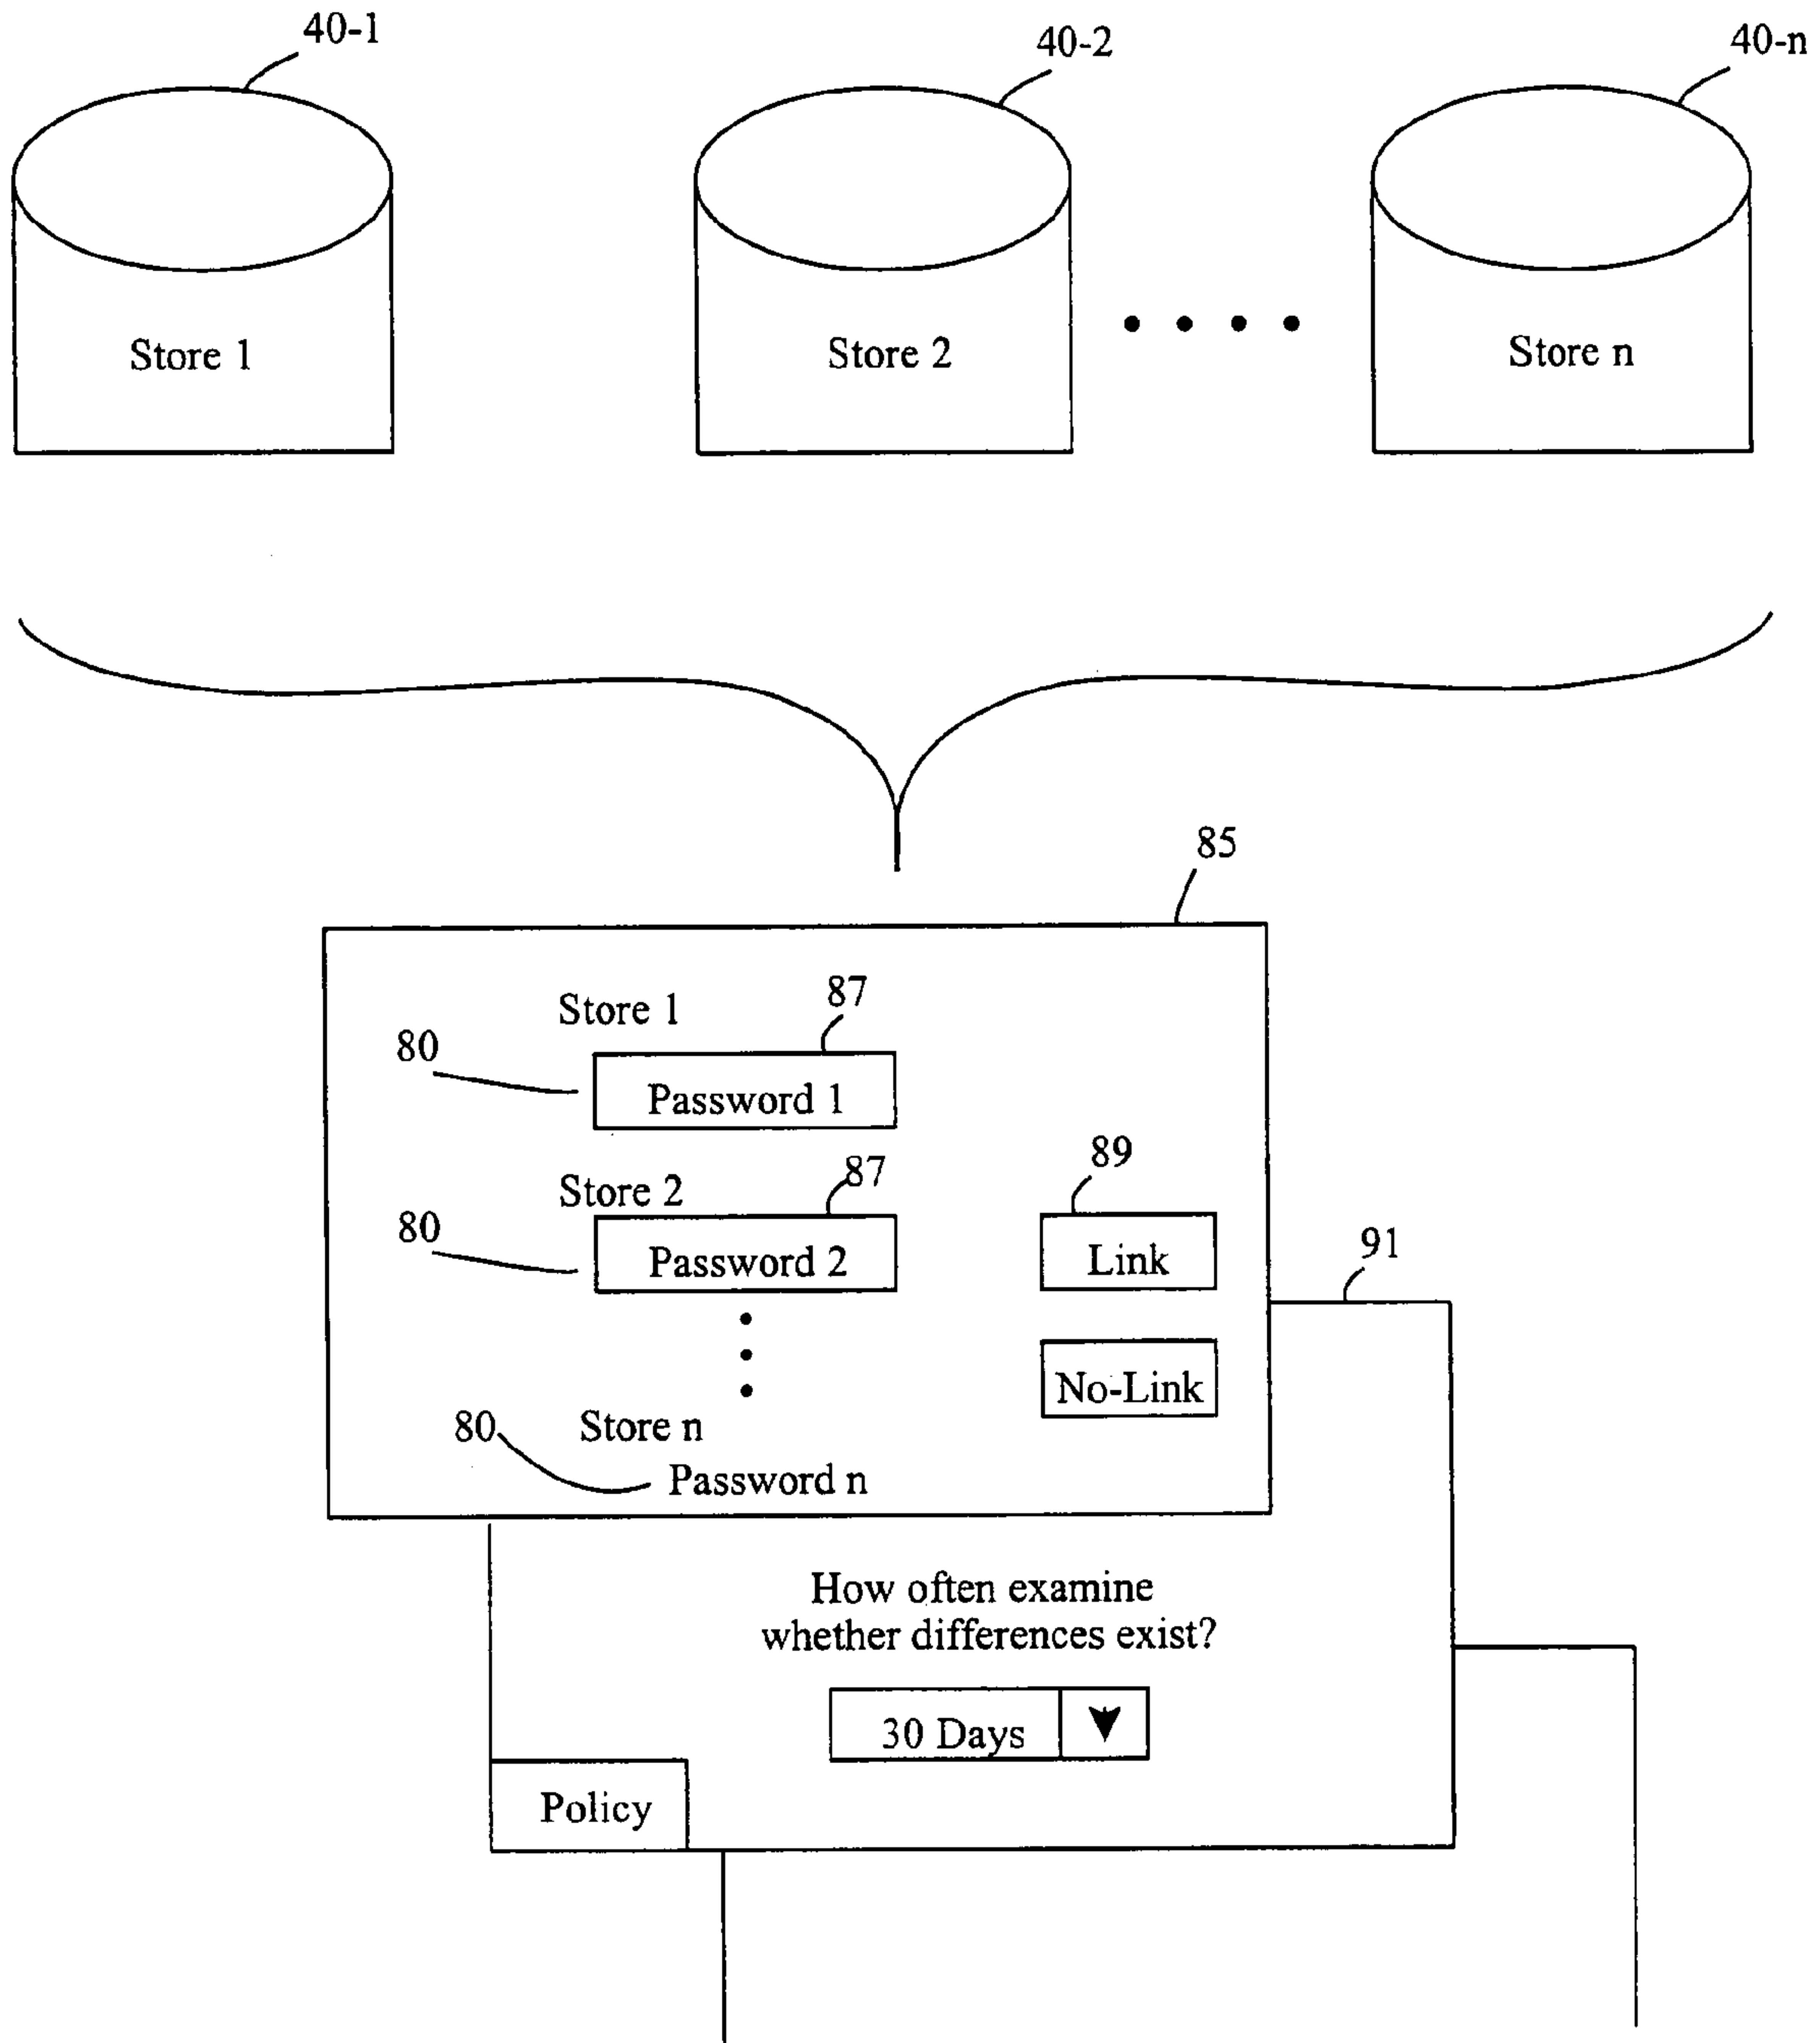 40-1
40-2
40-n
Store 1
Store 2
Store n
85
Store 1
87
80
Password 1
Store 2
87
89
80
Password 2
Link
91
No-Link
Store n
80
Password n
How often examine
whether differences exist?
30 Days
Policy